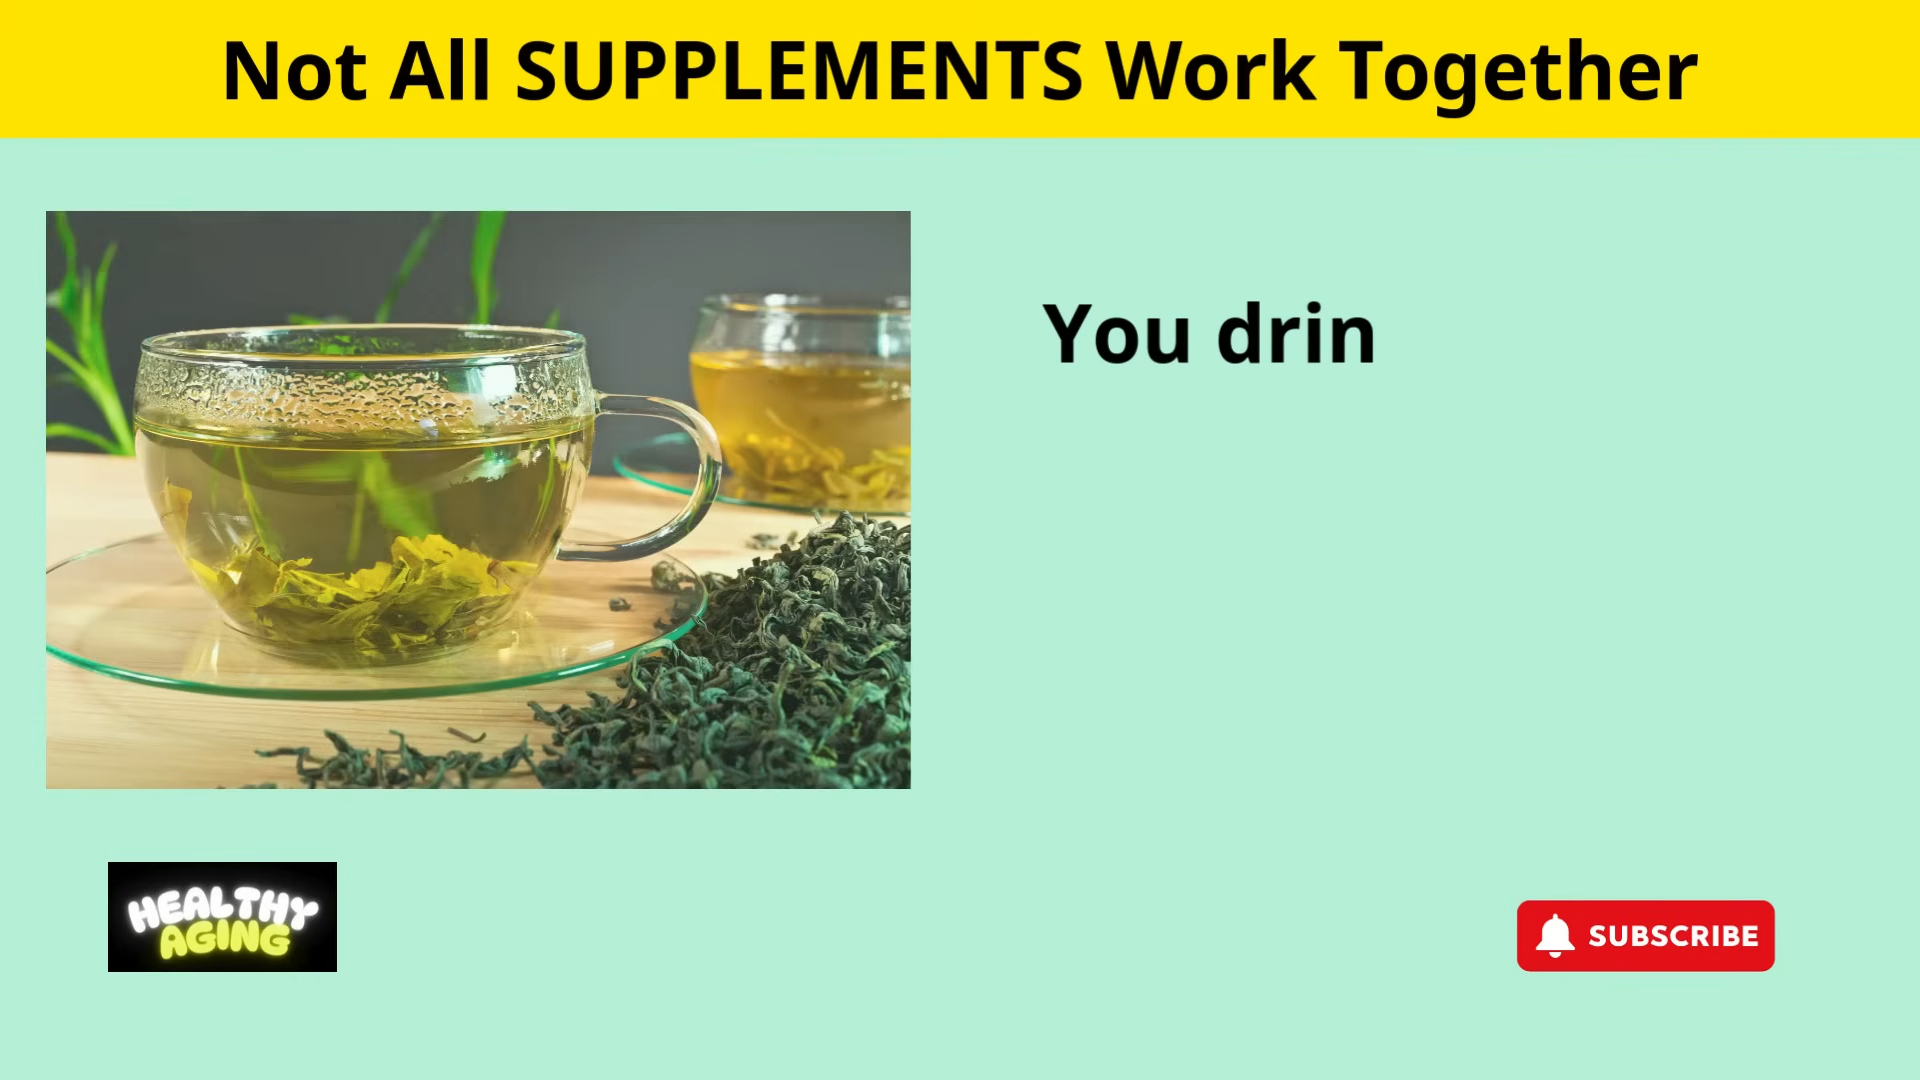 Not All SUPPLEMENTS Work Together
You drin
HEALTHY
AGING
SUBSCRIBE